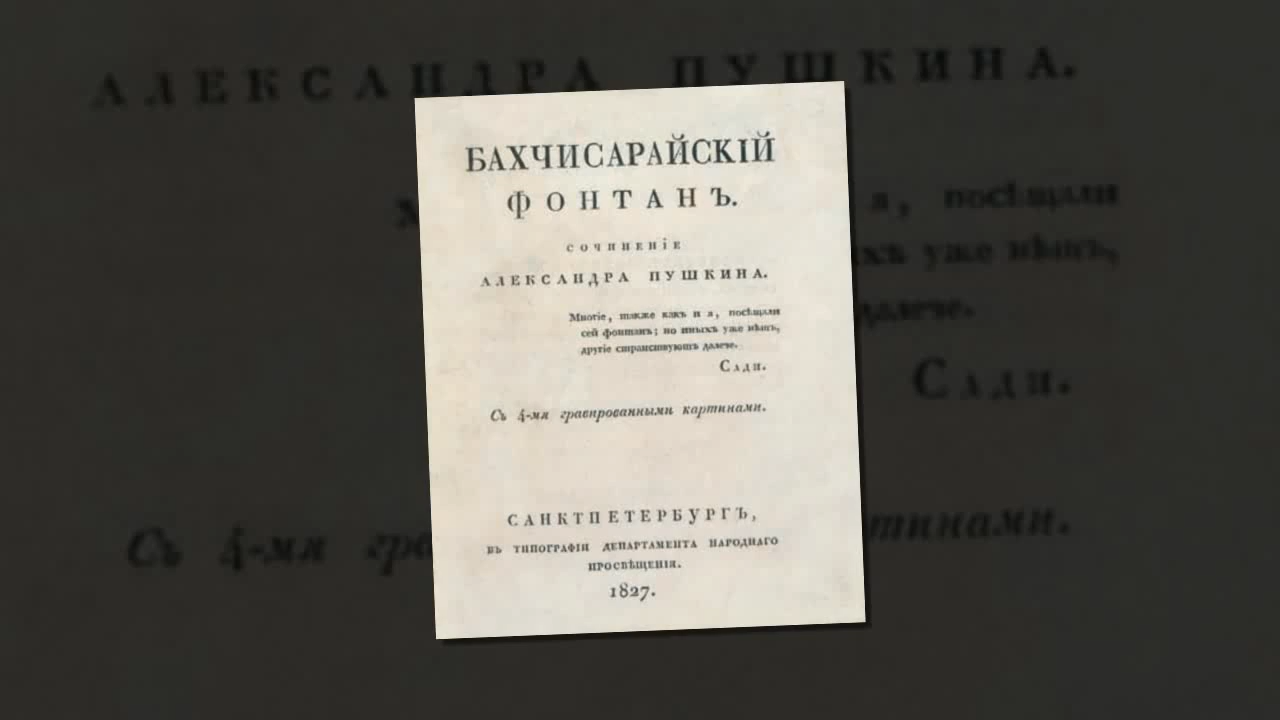 БАХЧИСАРАЙСКІЙ
ФОНТАНЪ.
СОЧИНЕНІЕ
АЛЕКСАНДРА ПУШКИНА.
Многіе, также какъ и я, посѣщали
сей фонтанъ; но иныхъ уже нѣтъ,
другіе странствуютъ далече.
Сади.
Съ 4-мя гравированными картинами.
САНКТПЕТЕРБУРГЪ,
ВЪ ТИПОГРАФІИ ДЕПАРТАМЕНТА НАРОДНАГО
ПРОСВѢЩЕНІЯ.
1827.